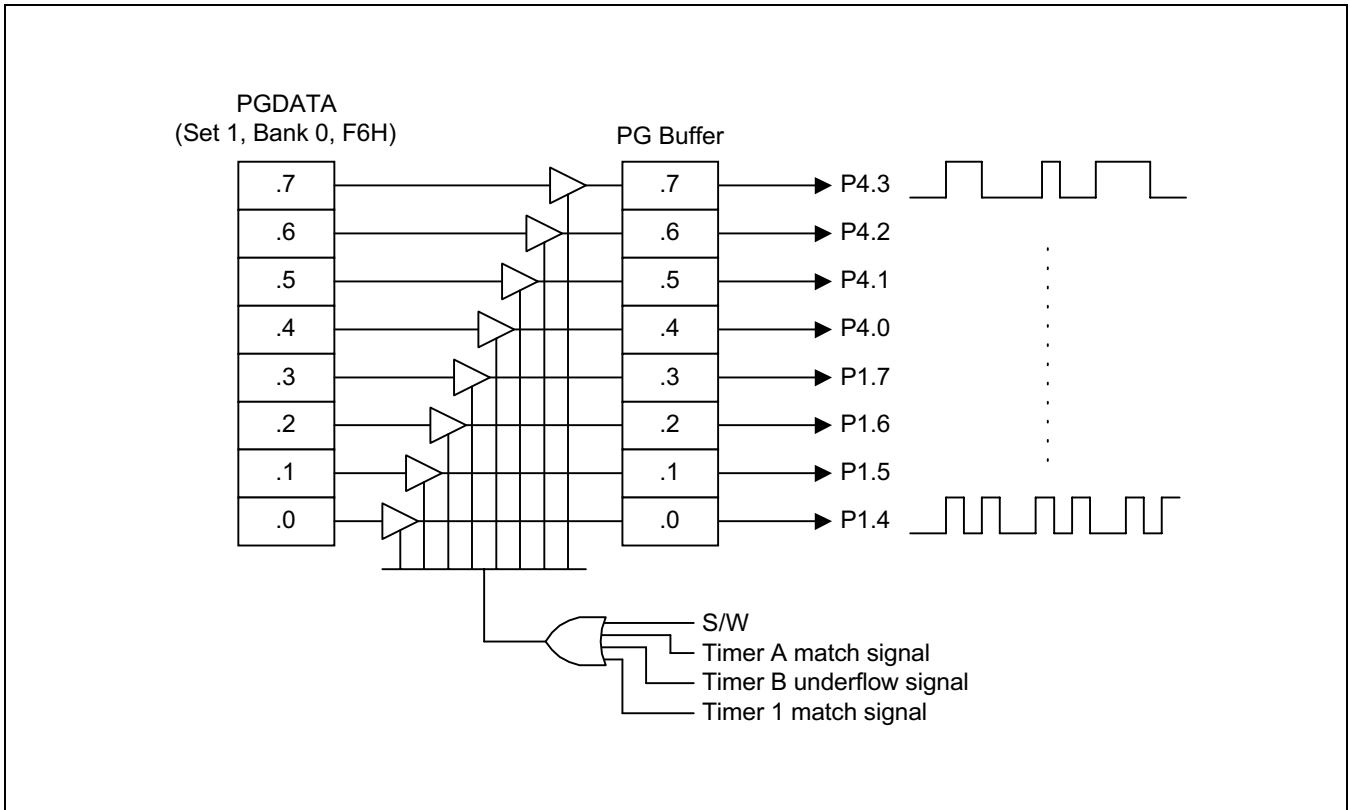 PGDATA
(Set 1, Bank 0, F6H)
PG Buffer
.7 .7 P4.3
.6 .6 P4.2
.5 .5 P4.1
.4 .4 P4.0
.3 .3 P1.7
.2 .2 P1.6
.1 .1 P1.5
.0 .0 P1.4
S/W
Timer A match signal
Timer B underflow signal
Timer 1 match signal